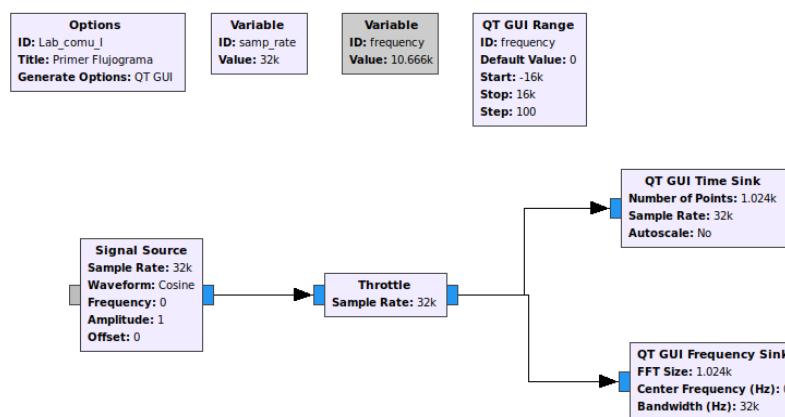 Options
ID: Lab_comu_I
Title: Primer Flujograma
Generate Options: QT GUI
Variable
ID: samp_rate
Value: 32k
Variable
ID: frequency
Value: 10.666k
QT GUI Range
ID: frequency
Default Value: 0
Start: -16k
Stop: 16k
Step: 100
Signal Source
Sample Rate: 32k
Waveform: Cosine
Frequency: 0
Amplitude: 1
Offset: 0
Throttle
Sample Rate: 32k
QT GUI Time Sink
Number of Points: 1.024k
Sample Rate: 32k
Autoscale: No
QT GUI Frequency Sink
FFT Size: 1.024k
Center Frequency (Hz):
Bandwidth (Hz): 32k